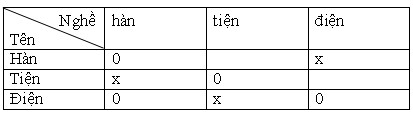 Nghề hàn tiện điện
Tên
Hàn 0 x
Tiện x 0
Điện 0 x 0